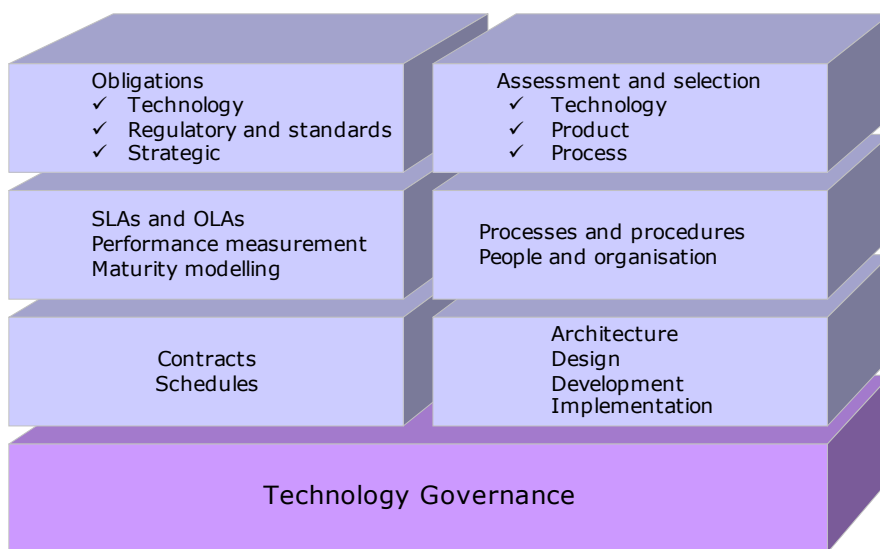 Obligations
✓ Technology
✓ Regulatory and standards
✓ Strategic
Assessment and selection
✓ Technology
✓ Product
✓ Process
SLAs and OLAs
Performance measurement
Maturity modelling
Processes and procedures
People and organisation
Contracts
Schedules
Architecture
Design
Development
Implementation
Technology Governance